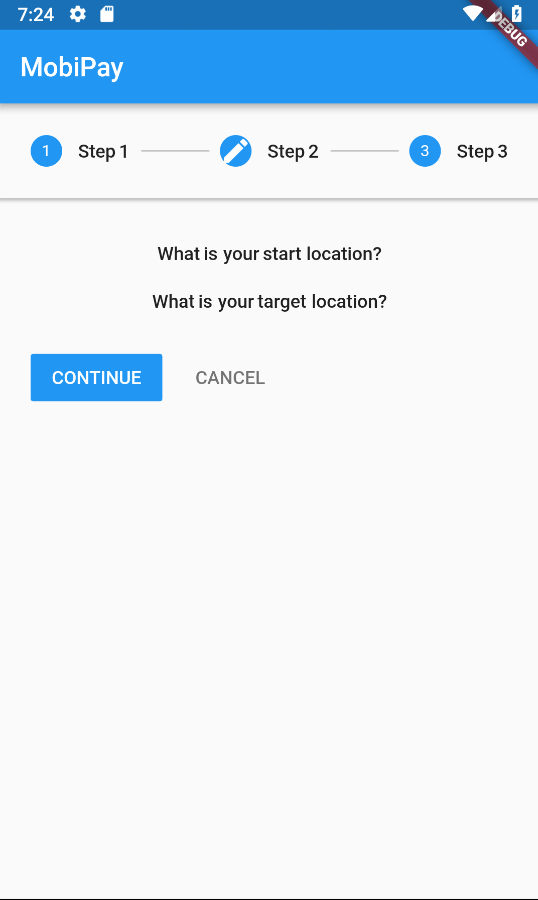 7:24
DEBUG
MobiPay
1 Step 1 Step 2 3 Step 3
What is your start location?
What is your target location?
CONTINUE CANCEL